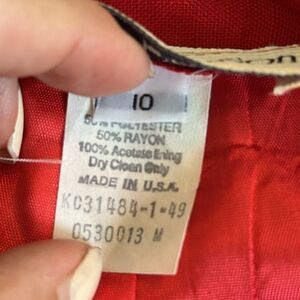 10
50% POLYESTER
50% RAYON
100% Acetate lining
Dry Clean Only
MADE IN U.S.A.
KC31484-1-49
0530013 M